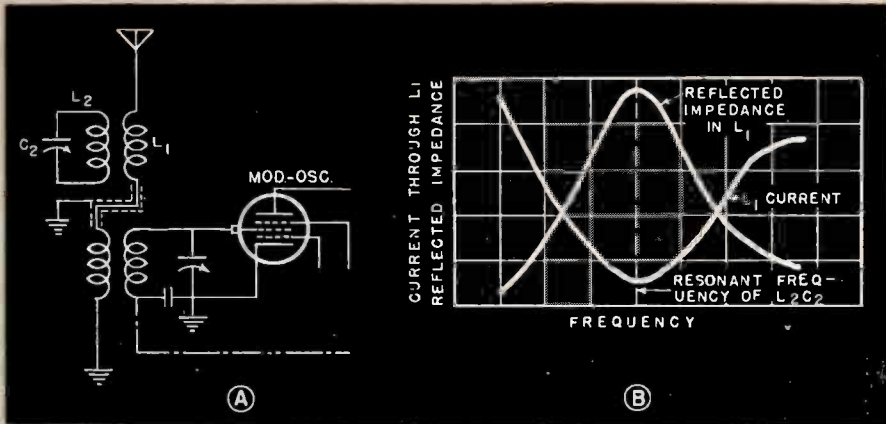 L2
C2
L1
MOD-OSC.
A
CURRENT THROUGH L1
REFLECTED IMPEDANCE
REFLECTED
IMPEDANCE
IN L1
L1 CURRENT
RESONANT FREQ-
UENCY OF L2C2
FREQUENCY
B